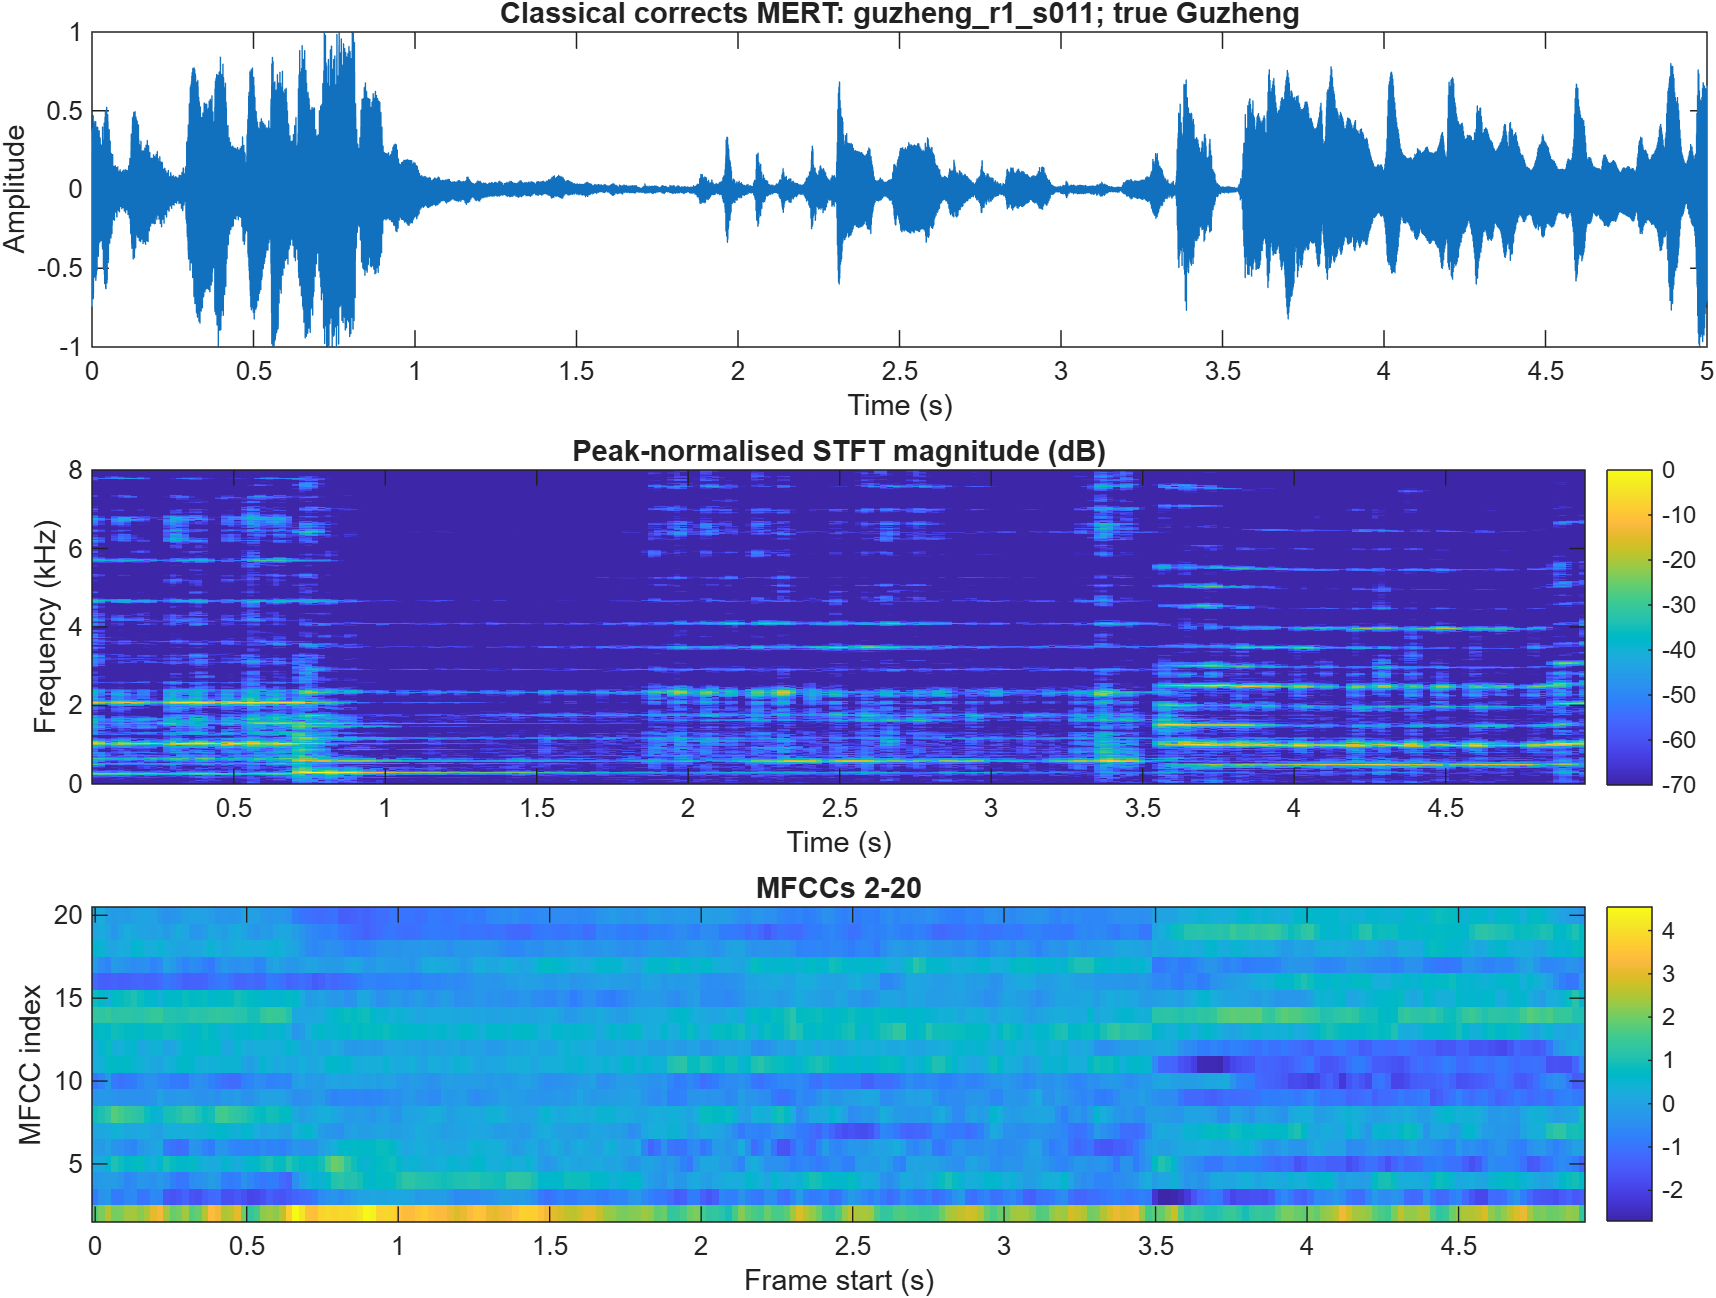 Classical corrects MERT: guzheng_r1_s011; true Guzheng
1
0.5
0
-0.5
-1
Amplitude
0 0.5 1 1.5 2 2.5 3 3.5 4 4.5 5
Time (s)
Peak-normalised STFT magnitude (dB)
8
6
4
2
0
Frequency (kHz)
0.5 1 1.5 2 2.5 3 3.5 4 4.5
Time (s)
0
-10
-20
-30
-40
-50
-60
-70
MFCCs 2-20
20
15
10
5
MFCC index
0 0.5 1 1.5 2 2.5 3 3.5 4 4.5
Frame start (s)
4
3
2
1
0
-1
-2